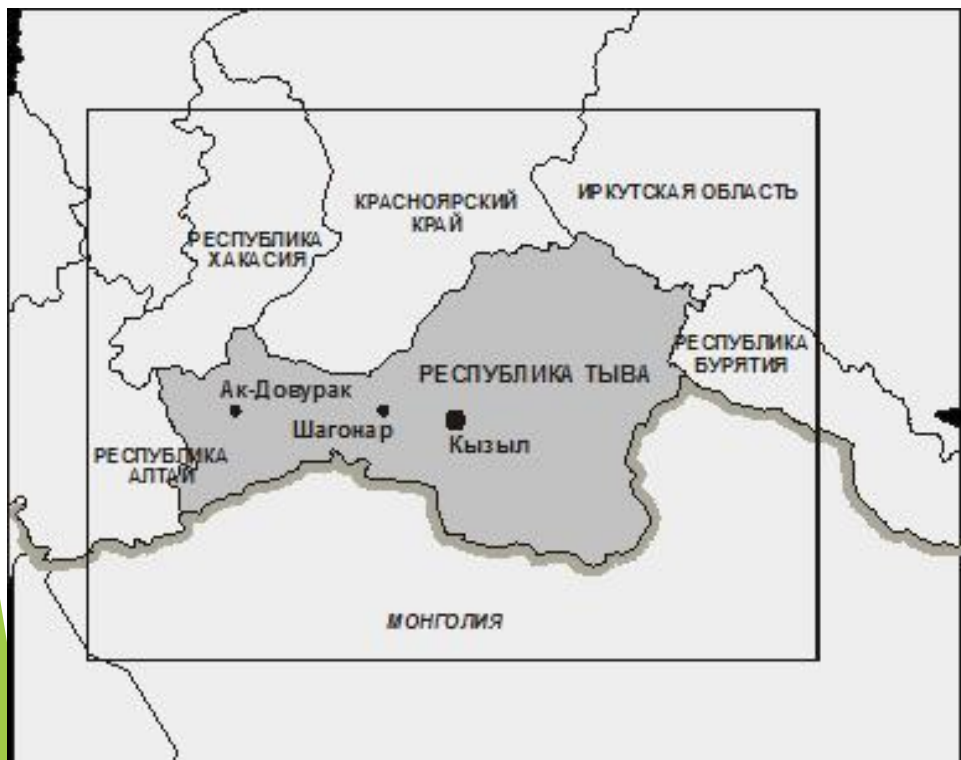 КРАСНОЯРСКИЙ
КРАЙ
ИРКУТСКАЯ ОБЛАСТЬ
РЕСПУБЛИКА
ХАКАСИЯ
РЕСПУБЛИКА
БУРЯТИЯ
РЕСПУБЛИКА ТЫВА
Ак-Довурак
Шагонар
Кызыл
РЕСПУБЛИКА
АЛТАЙ
МОНГОЛИЯ